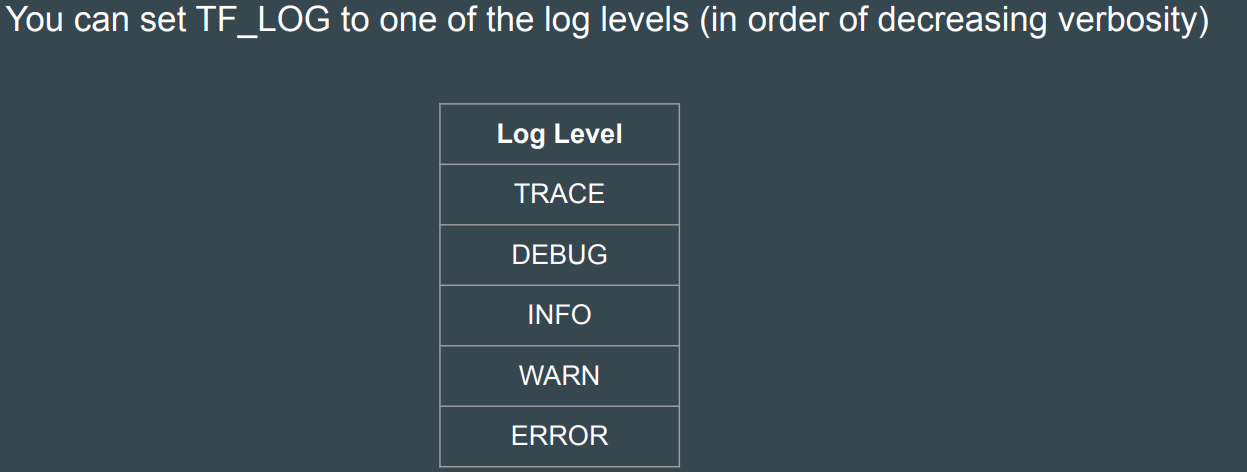 You can set TF_LOG to one of the log levels (in order of decreasing verbosity)
Log Level
TRACE
DEBUG
INFO
WARN
ERROR